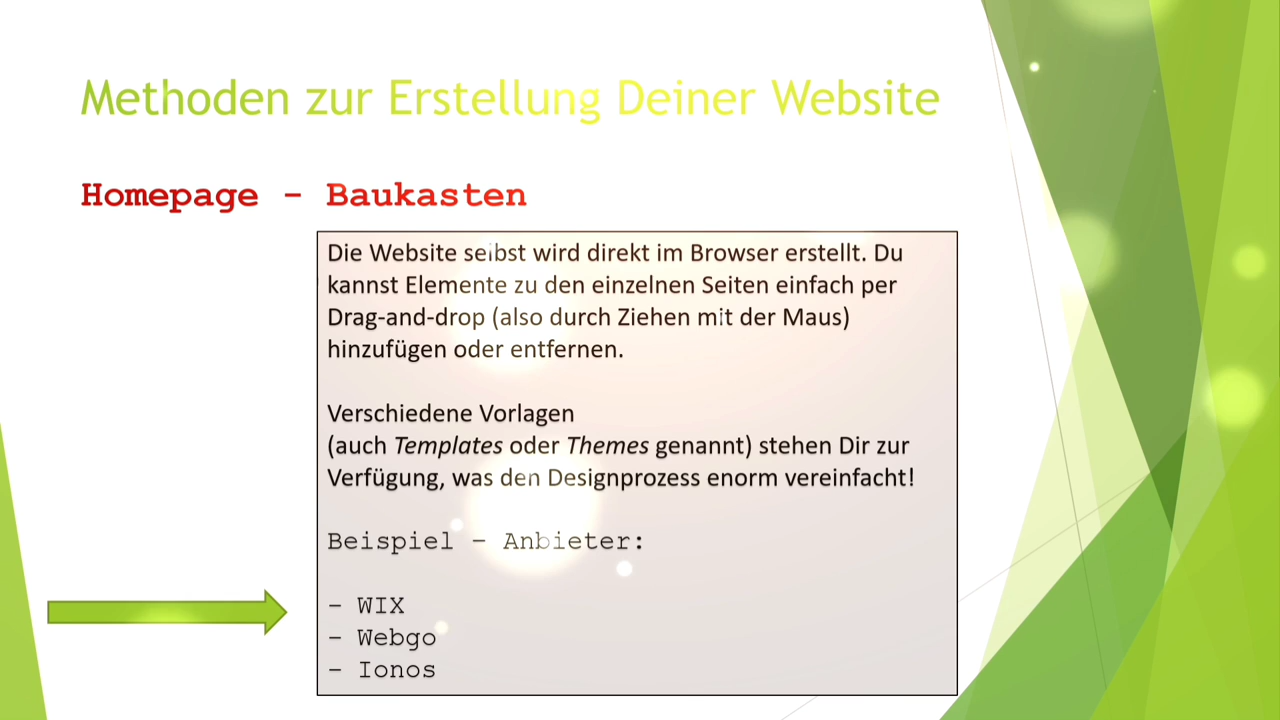 Methoden zur Erstellung Deiner Website
Homepage - Baukasten
Die Website selbst wird direkt im Browser erstellt. Du
kannst Elemente zu den einzelnen Seiten einfach per
Drag-and-drop (also durch Ziehen mit der Maus)
hinzufügen oder entfernen.
Verschiedene Vorlagen
(auch Templates oder Themes genannt) stehen Dir zur
Verfügung, was den Designprozess enorm vereinfacht!
Beispiel - Anbieter:
- WIX
- Webgo
- Ionos